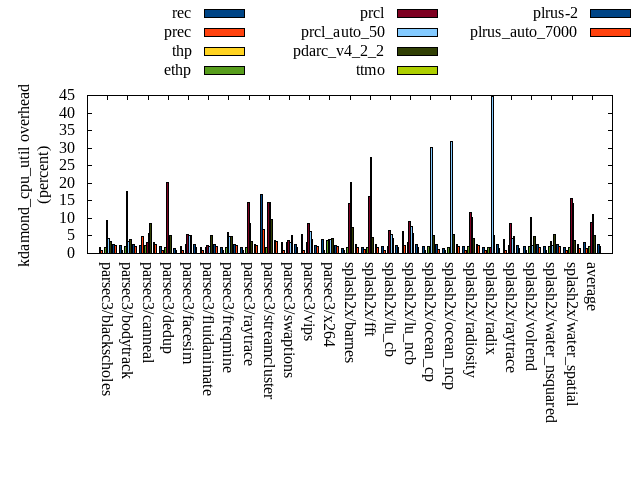 rec
prec
thp
ethp
prcl
prcl_auto_50
pdarc_v4_2_2
ttmo
plrus-2
plrus_auto_7000
kdamond_cpu_util overhead
(percent)
45
40
35
30
25
20
15
10
5
0
parsec3/blackscholes
parsec3/bodytrack
parsec3/canneal
parsec3/dedup
parsec3/facesim
parsec3/fluidanimate
parsec3/freqmine
parsec3/raytrace
parsec3/streamcluster
parsec3/swaptions
parsec3/vips
parsec3/x264
splash2x/barnes
splash2x/fft
splash2x/lu_cb
splash2x/lu_ncb
splash2x/ocean_cp
splash2x/ocean_ncp
splash2x/radiosity
splash2x/radix
splash2x/raytrace
splash2x/volrend
splash2x/water_nsquared
splash2x/water_spatial
average